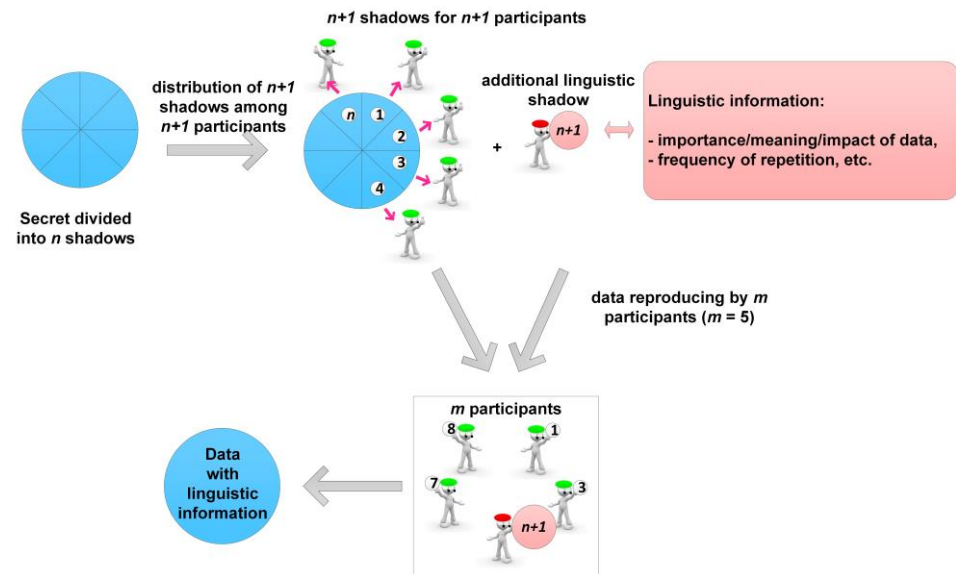 n+1 shadows for n+1 participants
distribution of n+1
shadows among
n+1 participants
Secret divided
into n shadows
n
1
2
3
4
+
additional linguistic
shadow
n+1
Linguistic information:
- importance/meaning/impact of data,
- frequency of repetition, etc.
data reproducing by m
participants (m = 5)
m participants
8
1
7
3
n+1
Data
with
linguistic
information